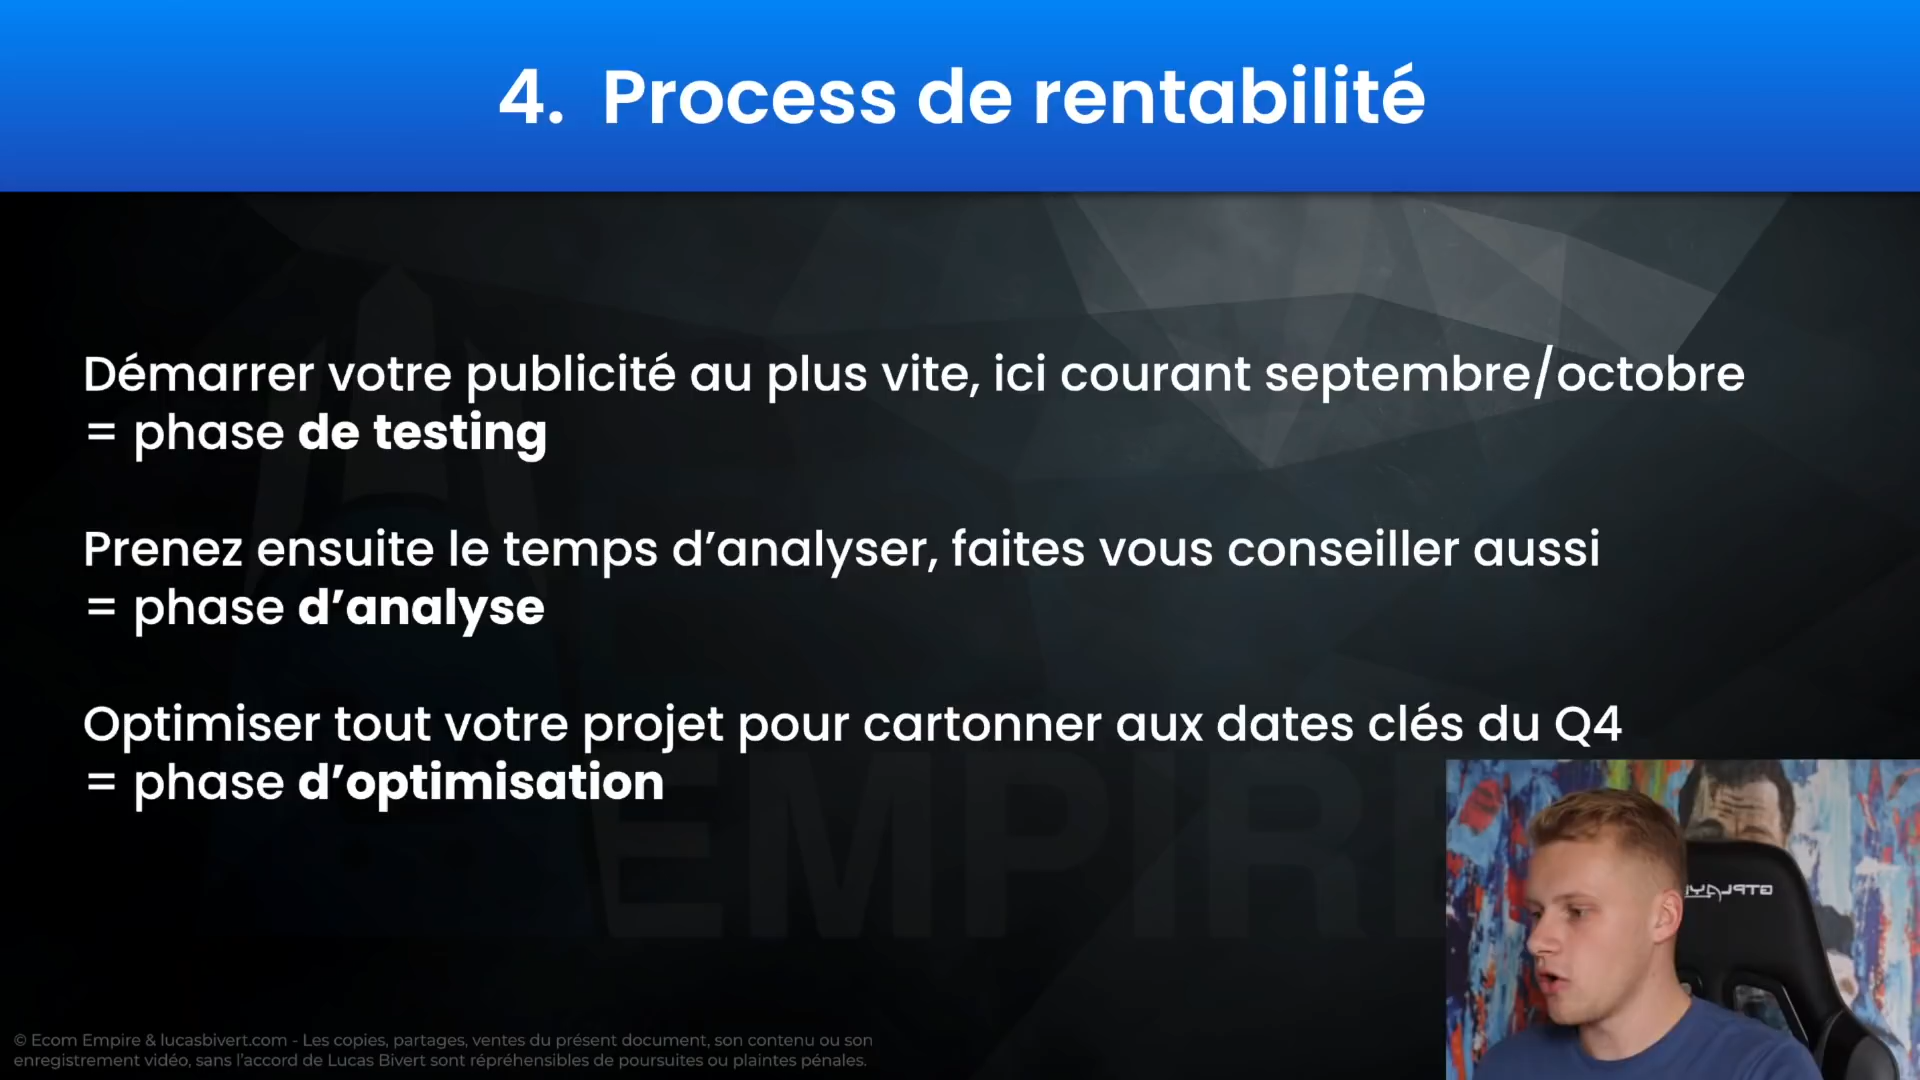 4. Process de rentabilité
Démarrer votre publicité au plus vite, ici courant septembre/octobre
= phase de testing
Prenez ensuite le temps d’analyser, faites vous conseiller aussi
= phase d’analyse
Optimiser tout votre projet pour cartonner aux dates clés du Q4
= phase d’optimisation
EMPIRE
GTPLAYE
© Ecom Empire & lucasbivert.com - Les copies, partages, ventes du présent document, son contenu ou son
enregistrement vidéo, sans l’accord de Lucas Bivert sont répréhensibles de poursuites ou plaintes pénales.